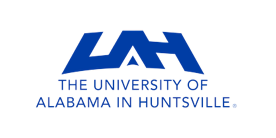 UAH
THE UNIVERSITY OF
ALABAMA IN HUNTSVILLE®